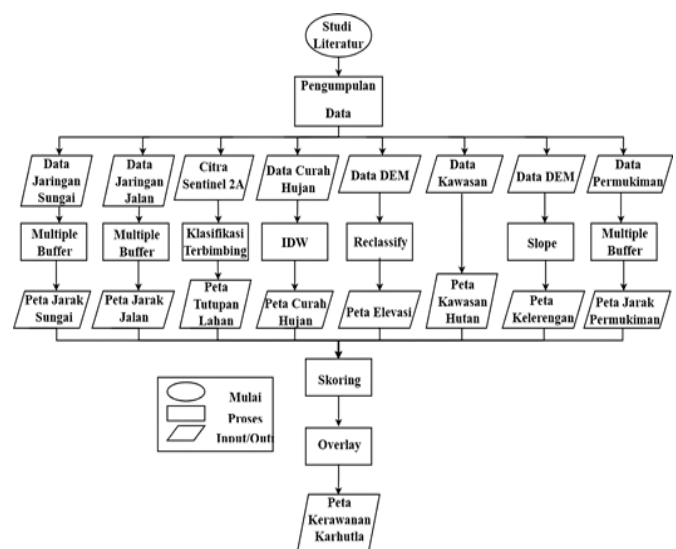 Studi
Literatur
Pengumpulan
Data
Data
Jaringan
Sungai
Data
Jaringan
Jalan
Citra
Sentinel 2A
Data Curah
Hujan
Data DEM
Data
Kawasan
Data DEM
Data
Permukiman
Multiple
Buffer
Multiple
Buffer
Klasifikasi
Terbimbing
IDW
Reclassify
Slope
Multiple
Buffer
Peta Jarak
Sungai
Peta Jarak
Jalan
Peta
Tutupan
Lahan
Peta Curah
Hujan
Peta Elevasi
Peta
Kawasan
Hutan
Peta
Kelerengan
Peta Jarak
Permukiman
Skoring
Mulai
Proses
Input/Out
Overlay
Peta
Kerawanan
Karhutla